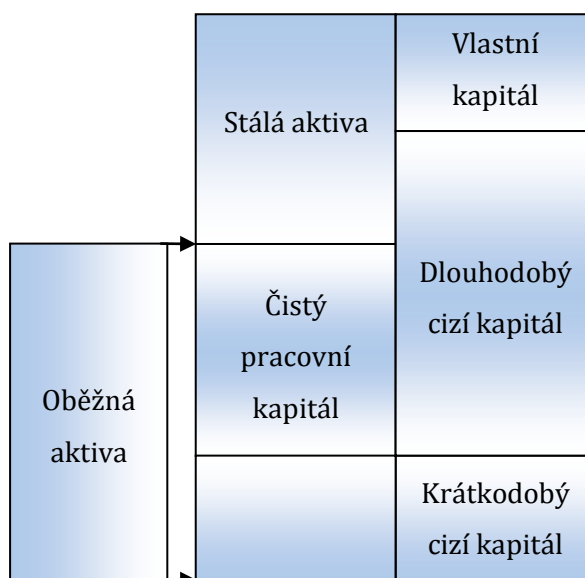 Vlastní
kapitál
Stálá aktiva
Dlouhodobý
cizí kapitál
Čistý
pracovní
kapitál
Oběžná
aktiva
Krátkodobý
cizí kapitál